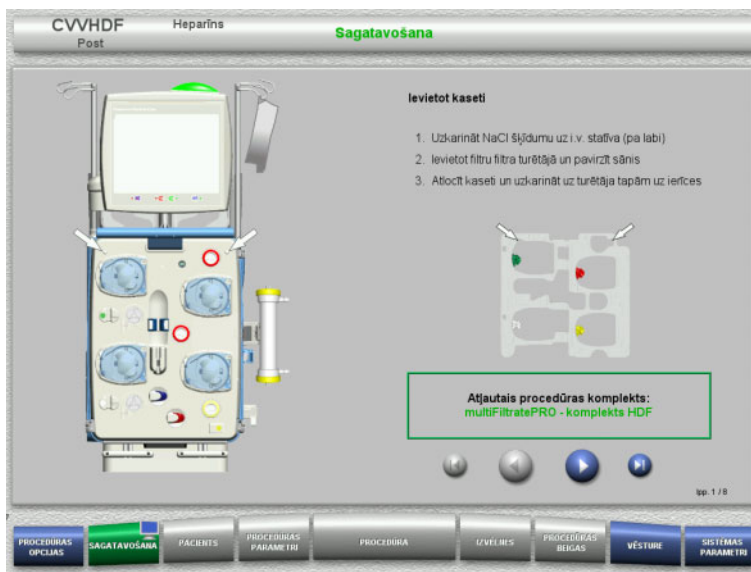 CVVHDF
Post
Heparīns
Sagatavošana
Ievietot kaseti
1. Uzkarināt NaCl šķīdumu uz i.v. statīva (pa labi)
2. Ievietot filtru filtra turētājā un pavirzīt sānis
3. Atlocīt kaseti un uzkarināt uz turētāja tapām uz ierīces
Atļautais procedūras komplekts:
multiFiltratePRO - komplekts HDF
lpp. 1 / 8
PROCEDŪRAS
OPCIJAS
SAGATAVOŠANA
PACIENTS
PROCEDŪRAS
PARAMETRI
PROCEDŪRA
IZVĒLNES
PROCEDŪRAS
BEIGAS
VĒSTURE
SISTĒMAS
PARAMETRI